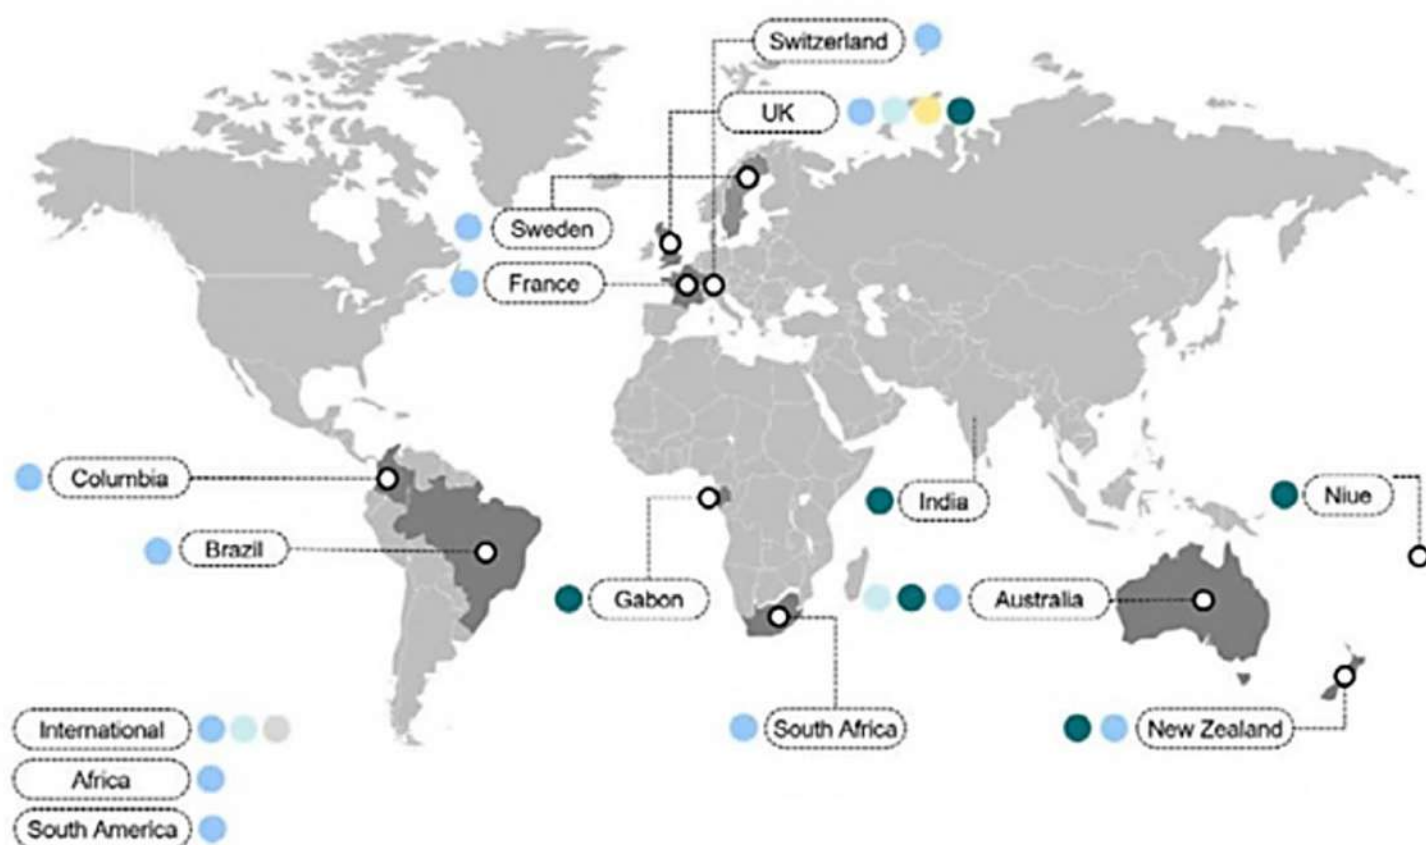 Switzerland
UK
Sweden
France
Columbia
Brazil
India
Niue
Gabon
Australia
International
South Africa
New Zealand
Africa
South America